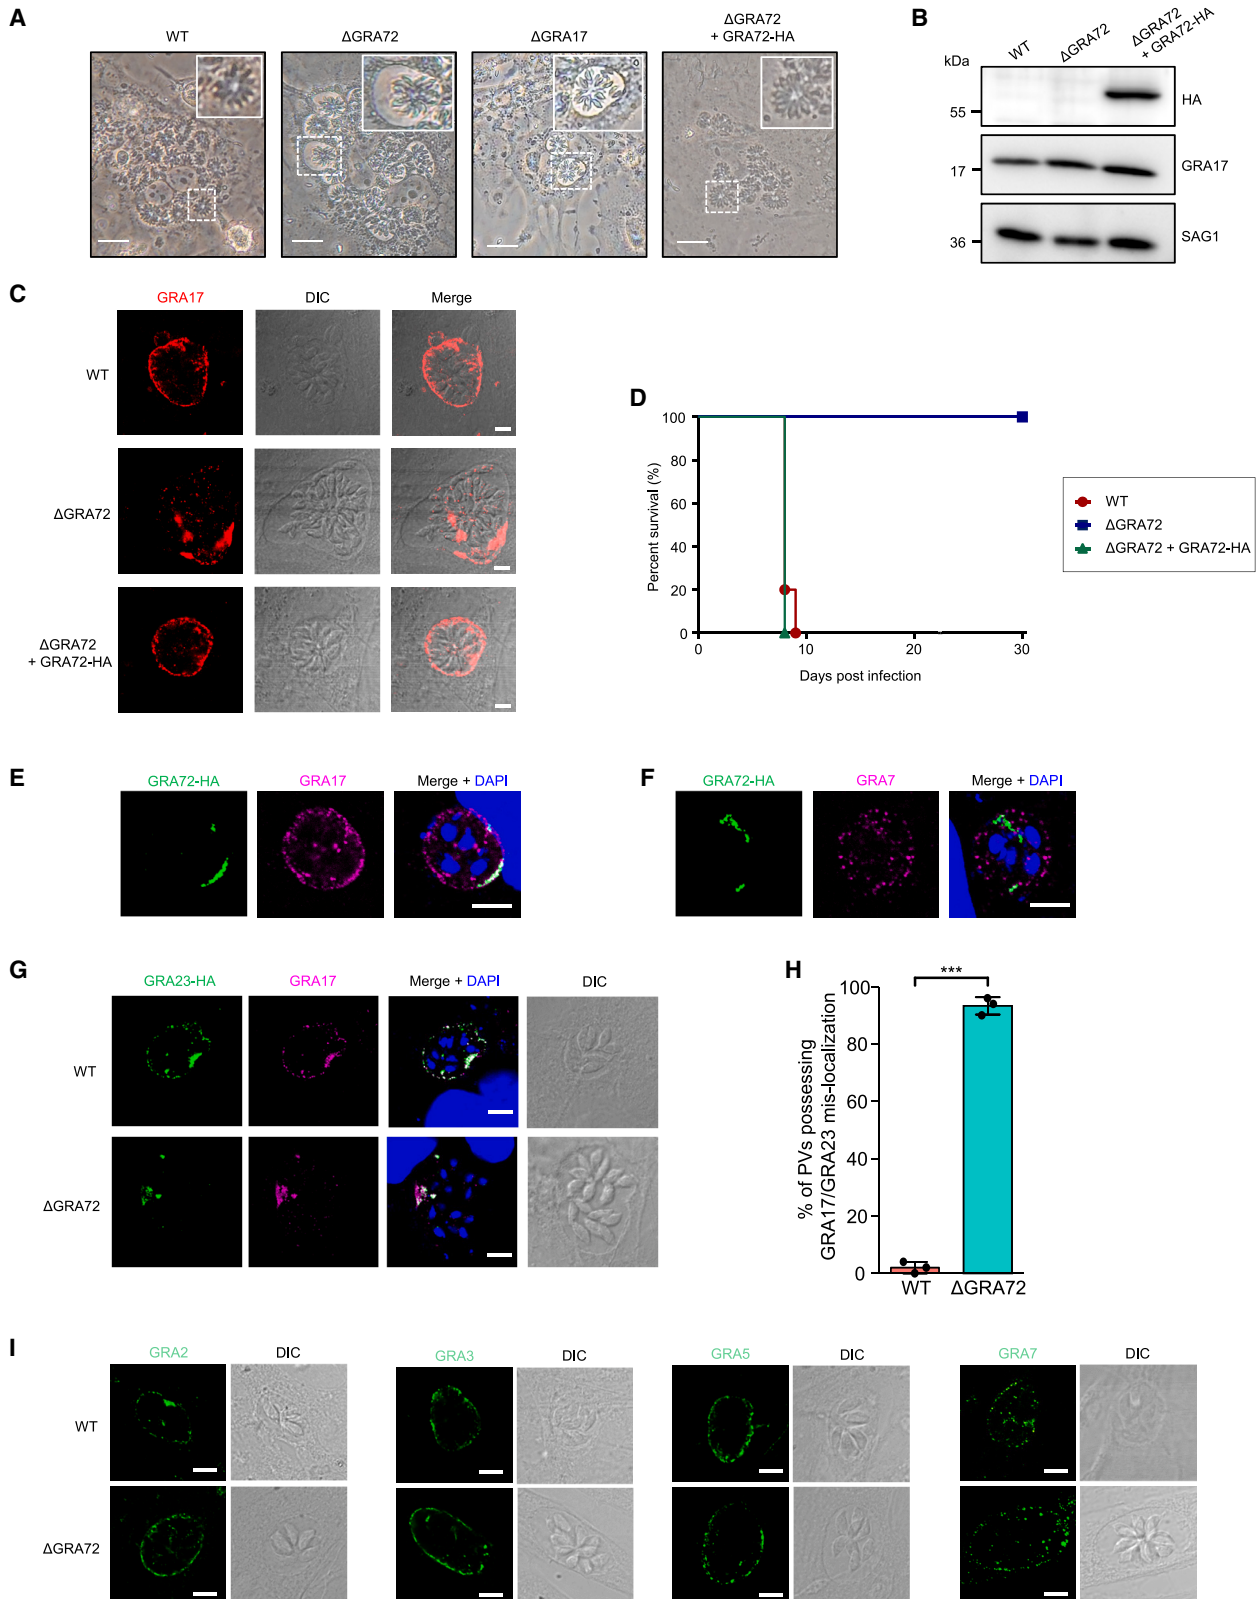 A
WT
ΔGRA72
ΔGRA17
ΔGRA72
+ GRA72-HA
B
WT
ΔGRA72
ΔGRA72
+ GRA72-HA
kDa
55
HA
17
GRA17
36
SAG1
C
GRA17
DIC
Merge
WT
ΔGRA72
ΔGRA72
+ GRA72-HA
D
Percent survival (%)
100
80
60
40
20
0
0
10
20
30
Days post infection
WT
ΔGRA72
ΔGRA72 + GRA72-HA
E
GRA72-HA
GRA17
Merge + DAPI
F
GRA72-HA
GRA7
Merge + DAPI
G
GRA23-HA
GRA17
Merge + DAPI
DIC
WT
ΔGRA72
H
% of PVs possessing
GRA17/GRA23 mis-localization
100
80
60
40
20
0
***
WT
ΔGRA72
I
GRA2
DIC
GRA3
DIC
GRA5
DIC
GRA7
DIC
WT
ΔGRA72